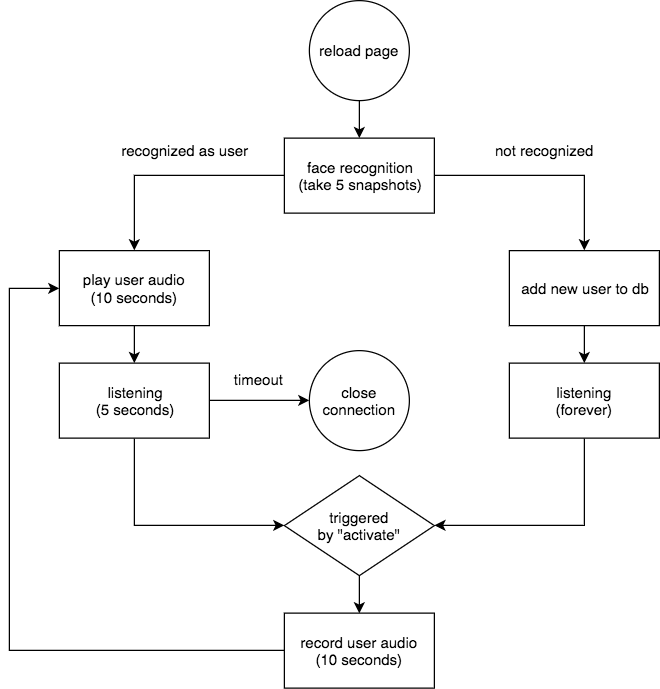 reload page
recognized as user
not recognized
face recognition
(take 5 snapshots)
play user audio
(10 seconds)
add new user to db
listening
(5 seconds)
timeout
close
connection
listening
(forever)
triggered
by "activate"
record user audio
(10 seconds)